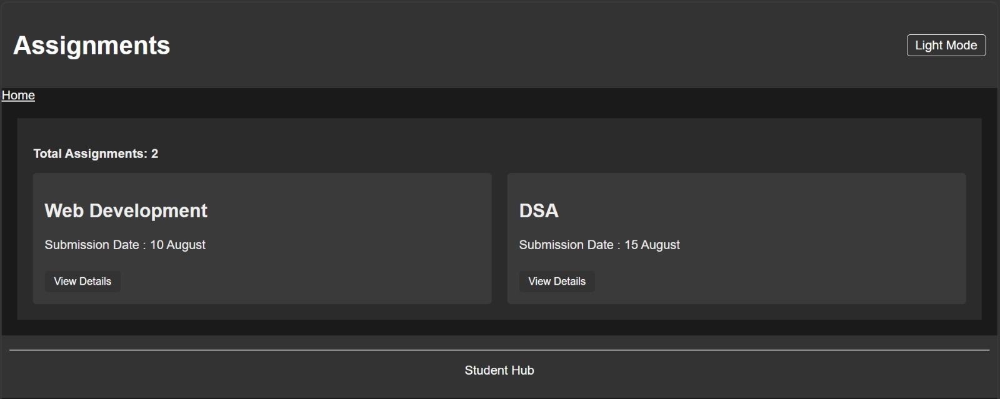 Assignments
Light Mode
Home
Total Assignments: 2
Web Development
Submission Date : 10 August
View Details
DSA
Submission Date : 15 August
View Details
Student Hub